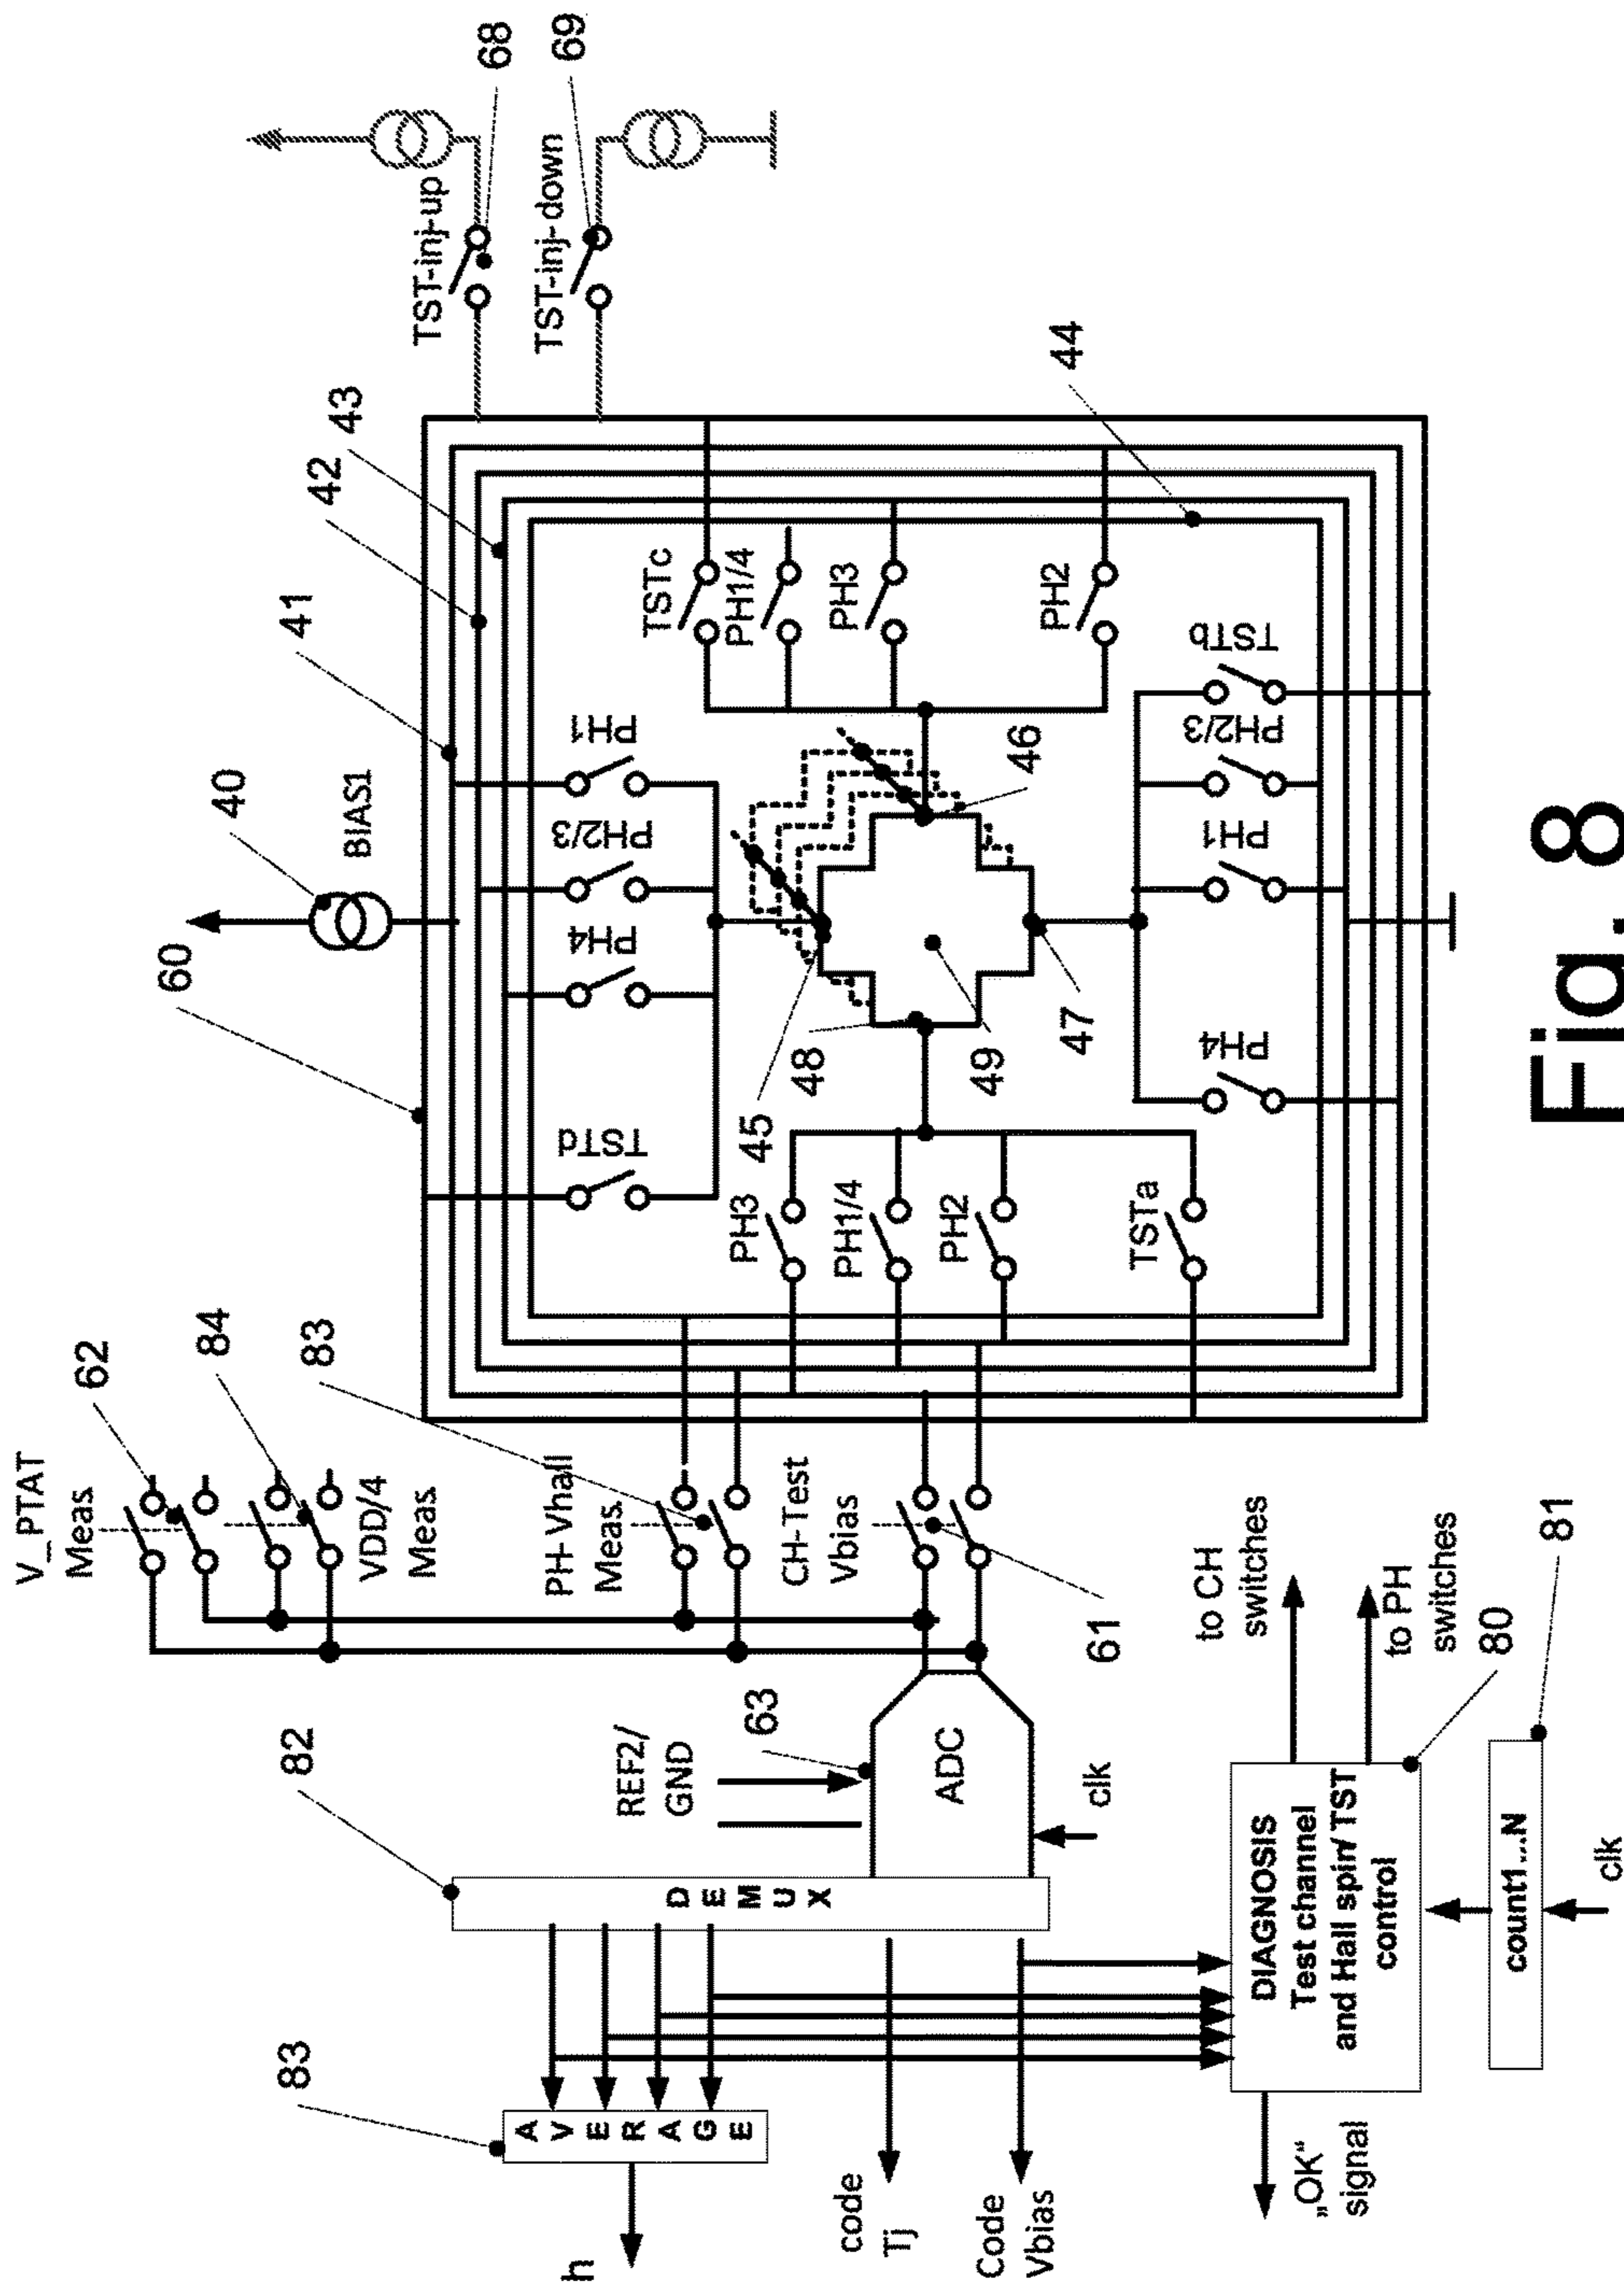 68
69
TST-inj-up
TST-inj-down
43
42
41
40
BIAS1
60
44
TSTc
PH1/4
PH3
PH2
PH1
PH2/3
PH4
TSTd
46
45
48
49
47
TSTb
PH2/3
PH1
PH4
PH3
PH1/4
PH2
TSTa
62
84
83
V_PTAT
Meas
VDD/4
Meas
PH-Vhall
Meas
CH-Test
Vbias
61
82
REF2/
GND
63
ADC
clk
D
E
M
U
X
83
A
V
E
R
A
G
E
h
code
Tj
Code
Vbias
to CH
switches
to PH
switches
80
81
DIAGNOSIS
Test channel
and Hall spin/TST
control
count1...N
clk
„OK“
signal
Fig. 8